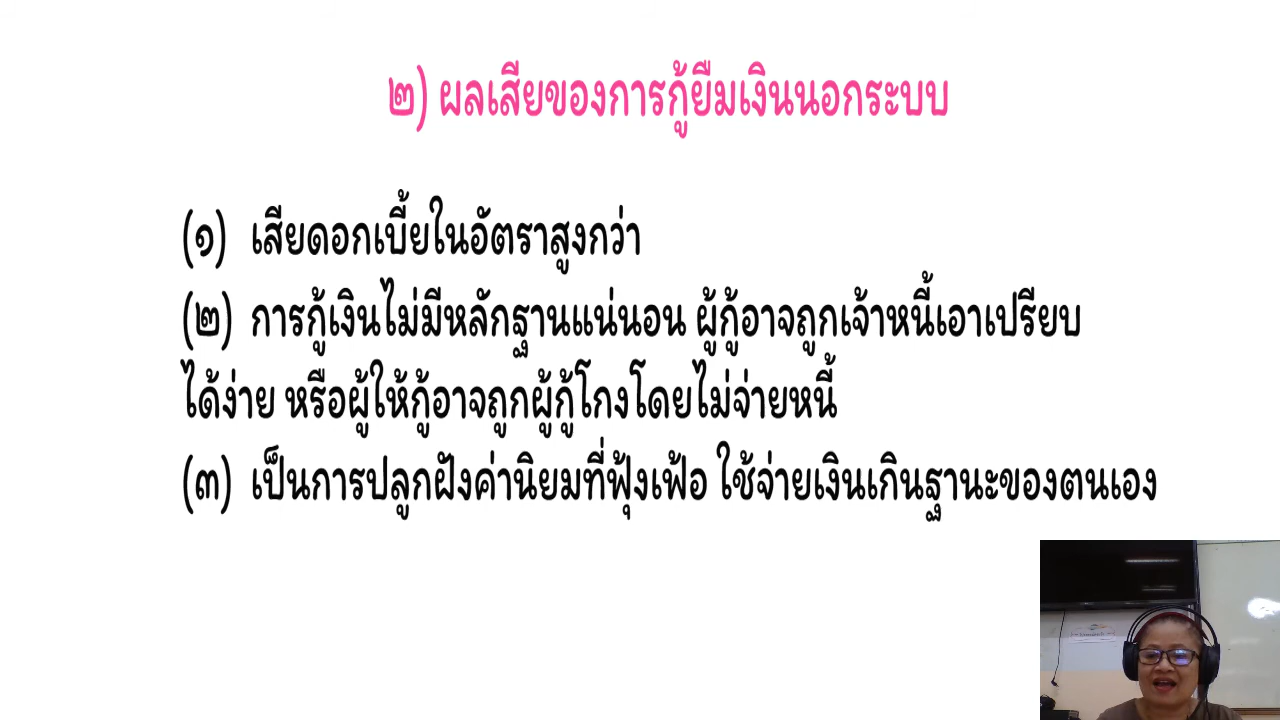 ๒) ผลเสียของการกู้ยืมเงินนอกระบบ
(๑) เสียดอกเบี้ยในอัตราสูงกว่า
(๒) การกู้เงินไม่มีหลักฐานแน่นอน ผู้กู้อาจถูกเจ้าหนี้เอาเปรียบ
ได้ง่าย หรือผู้ให้กู้อาจถูกผู้กู้โกงโดยไม่จ่ายหนี้
(๓) เป็นการปลูกฝังค่านิยมที่ฟุ้งเฟ้อ ใช้จ่ายเงินเกินฐานะของตนเอง